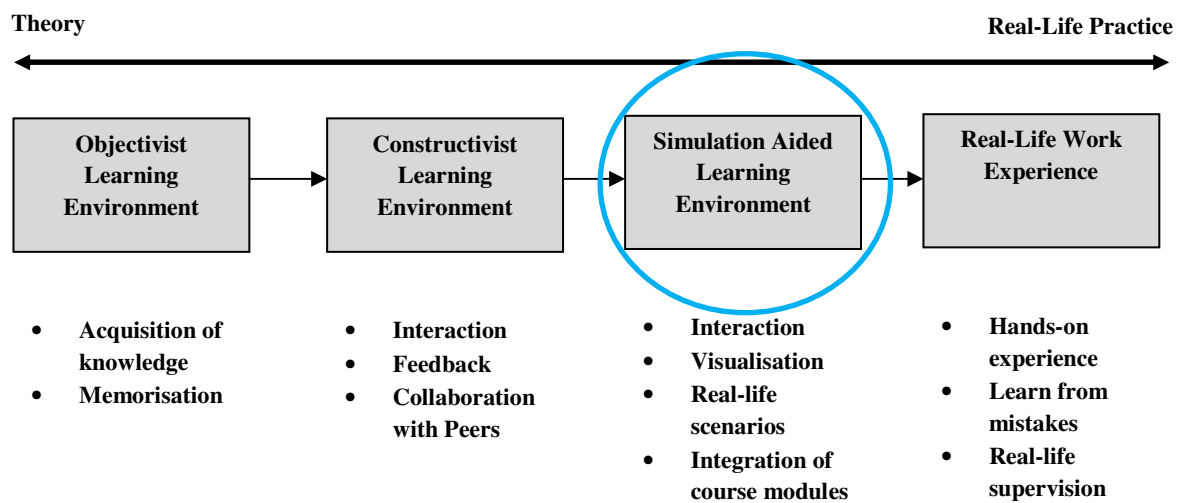 Theory
Real-Life Practice
Objectivist
Learning
Environment
Constructivist
Learning
Environment
Simulation Aided
Learning
Environment
Real-Life Work
Experience
• Acquisition of
knowledge
• Memorisation
• Interaction
• Feedback
• Collaboration
with Peers
• Interaction
• Visualisation
• Real-life
scenarios
• Integration of
course modules
• Hands-on
experience
• Learn from
mistakes
• Real-life
supervision